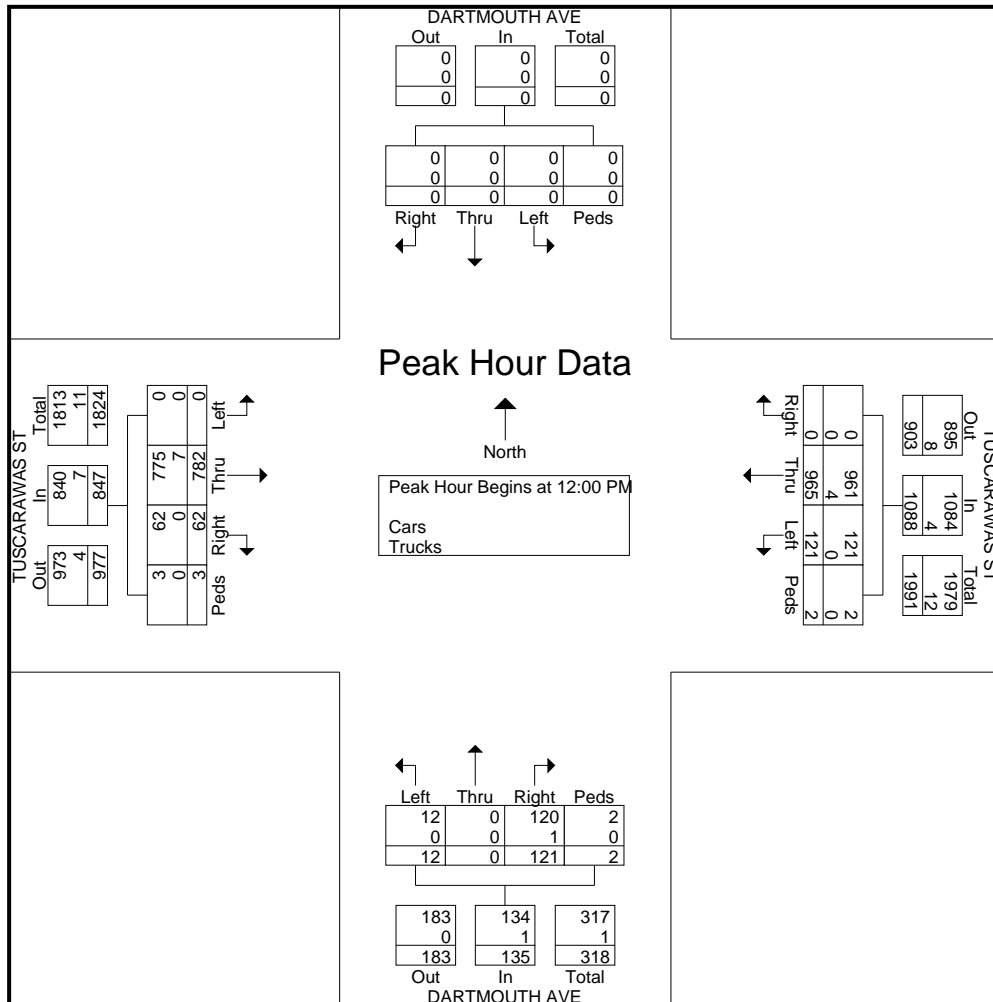 DARTMOUTH AVE
Out In Total
0 0 0
0 0 0
0 0 0
0 0 0 0
0 0 0 0
0 0 0 0
Right Thru Left Peds
Peak Hour Data
North
Peak Hour Begins at 12:00 PM
Cars
Trucks
TUSCARAWAS ST
Out In Total
973 840 1813
4 7 11
977 847 1824
Peds Right Thru Left
3 62 775 0
0 0 7 0
3 62 782 0
TUSCARAWAS ST
Out In Total
895 1084 1979
8 4 12
903 1088 1991
0 961 121 2
0 4 0 0
0 965 121 2
Right Thru Left Peds
Left Thru Right Peds
12 0 120 2
0 0 1 0
12 0 121 2
183 134 317
0 1 1
183 135 318
Out In Total
DARTMOUTH AVE